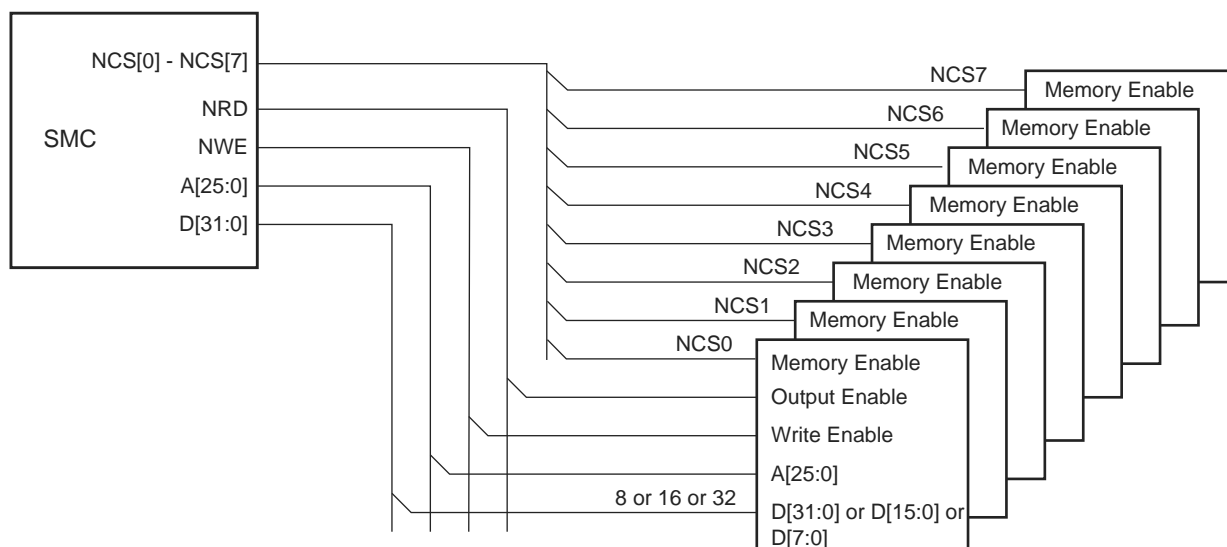 NCS[0] - NCS[7]
NRD
SMC
NWE
A[25:0]
D[31:0]
NCS7
Memory Enable
NCS6
Memory Enable
NCS5
Memory Enable
NCS4
Memory Enable
NCS3
Memory Enable
NCS2
Memory Enable
NCS1
Memory Enable
NCS0
Memory Enable
Output Enable
Write Enable
A[25:0]
8 or 16 or 32
D[31:0] or D[15:0] or
D[7:0]